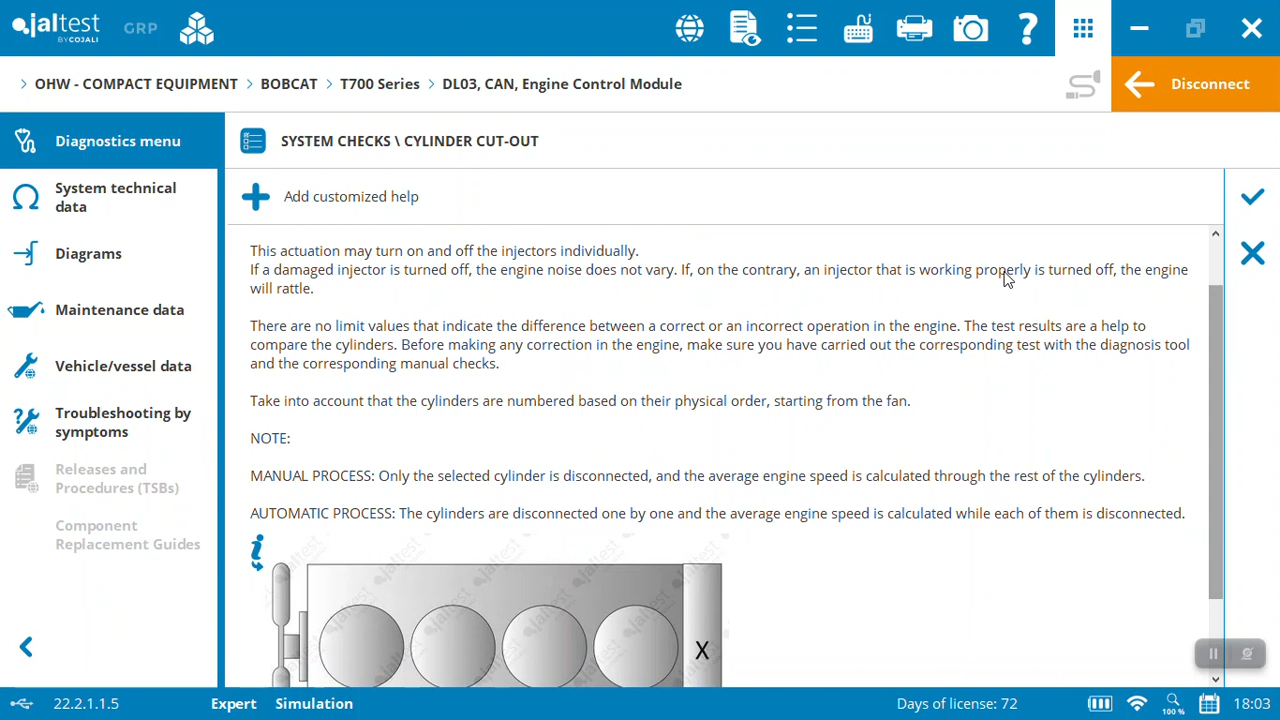 jaltest
BY COJALI
GRP
OHW - COMPACT EQUIPMENT > BOBCAT > T700 Series > DL03, CAN, Engine Control Module
Disconnect
Diagnostics menu
System technical
data
Diagrams
Maintenance data
Vehicle/vessel data
Troubleshooting by
symptoms
Releases and
Procedures (TSBs)
Component
Replacement Guides
SYSTEM CHECKS \ CYLINDER CUT-OUT
Add customized help
This actuation may turn on and off the injectors individually.
If a damaged injector is turned off, the engine noise does not vary. If, on the contrary, an injector that is working properly is turned off, the engine
will rattle.
There are no limit values that indicate the difference between a correct or an incorrect operation in the engine. The test results are a help to
compare the cylinders. Before making any correction in the engine, make sure you have carried out the corresponding test with the diagnosis tool
and the corresponding manual checks.
Take into account that the cylinders are numbered based on their physical order, starting from the fan.
NOTE:
MANUAL PROCESS: Only the selected cylinder is disconnected, and the average engine speed is calculated through the rest of the cylinders.
AUTOMATIC PROCESS: The cylinders are disconnected one by one and the average engine speed is calculated while each of them is disconnected.
jaltest
jaltest
jaltest
jaltest
X
22.2.1.1.5
Expert
Simulation
Days of license: 72
100 %
18:03